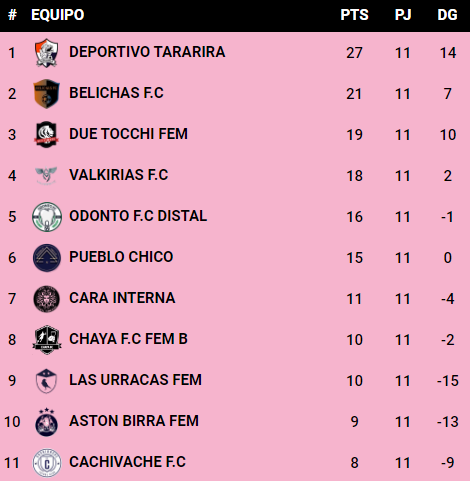 # EQUIPO PTS PJ DG
1 DEPORTIVO TARARIRA 27 11 14
2 BELICHAS F.C 21 11 7
3 DUE TOCCHI FEM 19 11 10
4 VALKIRIAS F.C 18 11 2
5 ODONTO F.C DISTAL 16 11 -1
6 PUEBLO CHICO 15 11 0
7 CARA INTERNA 11 11 -4
8 CHAYA F.C FEM B 10 11 -2
9 LAS URRACAS FEM 10 11 -15
10 ASTON BIRRA FEM 9 11 -13
11 CACHIVACHE F.C 8 11 -9